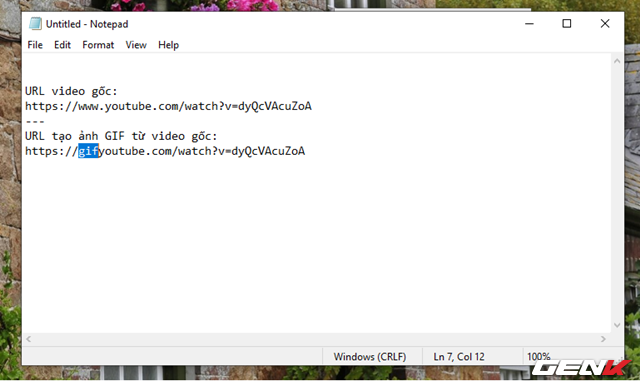 Untitled - Notepad
File Edit Format View Help
URL video gốc:
https://www.youtube.com/watch?v=dyQcVAcuZoA
---
URL tạo ảnh GIF từ video gốc:
https://gifyoutube.com/watch?v=dyQcVAcuZoA
Windows (CRLF) Ln 7, Col 12 100%
GENK